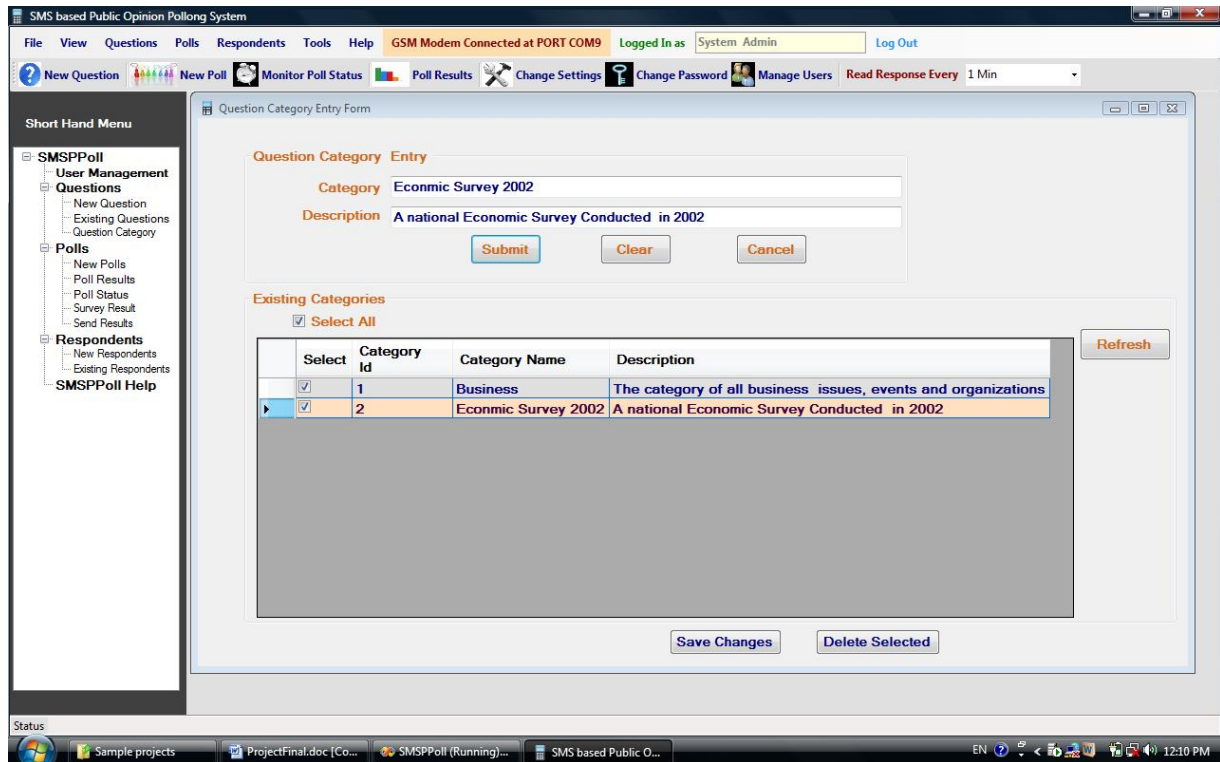 SMS based Public Opinion Pollong System
File View Questions Polls Respondents Tools Help GSM Modem Connected at PORT COM9 Logged In as System Admin Log Out
New Question New Poll Monitor Poll Status Poll Results Change Settings Change Password Manage Users Read Response Every 1 Min
Short Hand Menu
SMSPPoll
User Management
Questions
New Question
Existing Questions
Question Category
Polls
New Polls
Poll Results
Poll Status
Survey Result
Send Results
Respondents
New Respondents
Existing Respondents
SMSPPoll Help
Question Category Entry Form
Question Category Entry
Category Econmic Survey 2002
Description A national Economic Survey Conducted in 2002
Submit Clear Cancel
Existing Categories
Select All
Refresh
Select Category Id Category Name Description
1 Business The category of all business issues, events and organizations
2 Econmic Survey 2002 A national Economic Survey Conducted in 2002
Save Changes Delete Selected
Status
Sample projects ProjectFinal.doc [Co... SMSPPoll (Running)... SMS based Public O... EN 12:10 PM